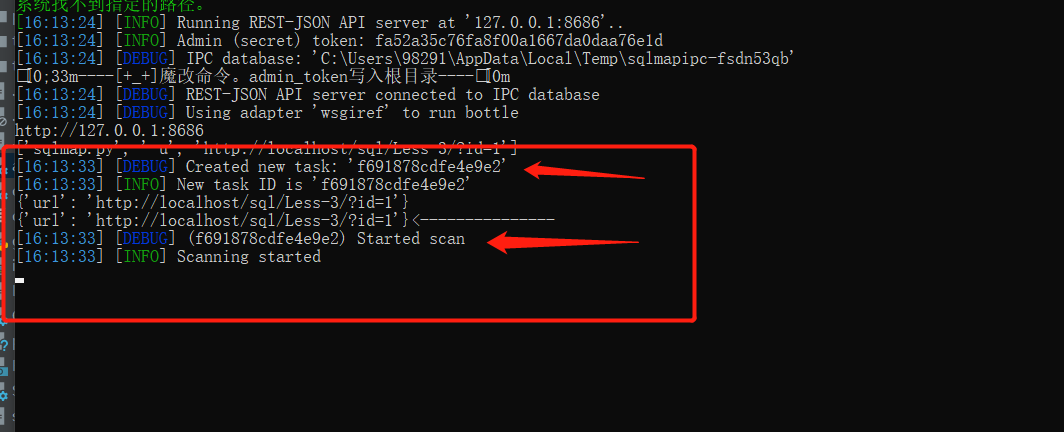 系统找不到指定的路径。
[16:13:24] [INFO] Running REST-JSON API server at '127.0.0.1:8686'..
[16:13:24] [INFO] Admin (secret) token: fa52a35c76fa8f00a1667da0daa76e1d
[16:13:24] [DEBUG] IPC database: 'C:\Users\98291\AppData\Local\Temp\sqlmapipc-fsdn53qb'
[0;33m----[+_+]魔改命令。admin_token写入根目录----[0m
[16:13:24] [DEBUG] REST-JSON API server connected to IPC database
[16:13:24] [DEBUG] Using adapter 'wsgiref' to run bottle
http://127.0.0.1:8686
['sqlmap.py', '-u', 'http://localhost/sql/Less-3/?id=1']
[16:13:33] [DEBUG] Created new task: 'f691878cdfe4e9e2'
[16:13:33] [INFO] New task ID is 'f691878cdfe4e9e2'
{'url': 'http://localhost/sql/Less-3/?id=1'}
{'url': 'http://localhost/sql/Less-3/?id=1'}<---------------
[16:13:33] [DEBUG] (f691878cdfe4e9e2) Started scan
[16:13:33] [INFO] Scanning started